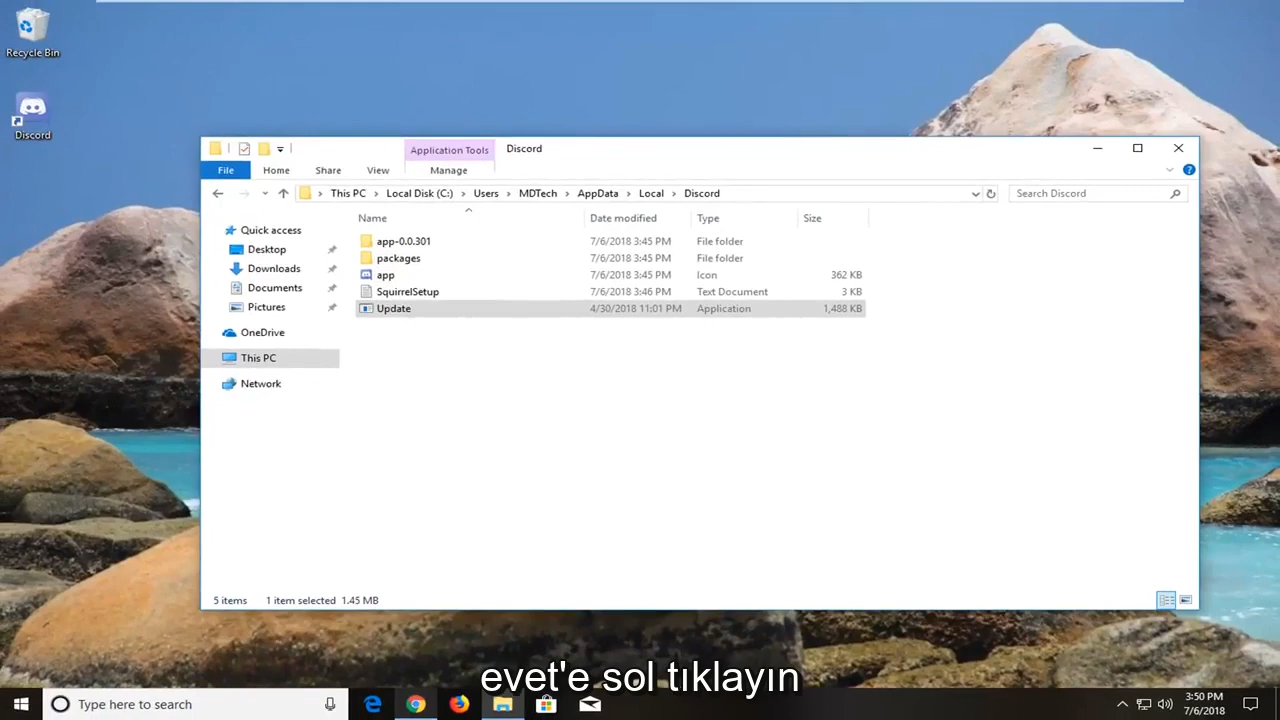 Recycle Bin
Discord
Application Tools
Discord
File
Home
Share
View
Manage
This PC
Local Disk (C:)
Users
MDTech
AppData
Local
Discord
Search Discord
Quick access
Desktop
Downloads
Documents
Pictures
OneDrive
This PC
Network
Name Date modified Type Size
app-0.0.301 7/6/2018 3:45 PM File folder
packages 7/6/2018 3:45 PM File folder
app 7/6/2018 3:45 PM Icon 362 KB
SquirrelSetup 7/6/2018 3:46 PM Text Document 3 KB
Update 4/30/2018 11:01 PM Application 1,488 KB
5 items 1 item selected 1.45 MB
evet'e sol tıklayın
Type here to search
3:50 PM
7/6/2018